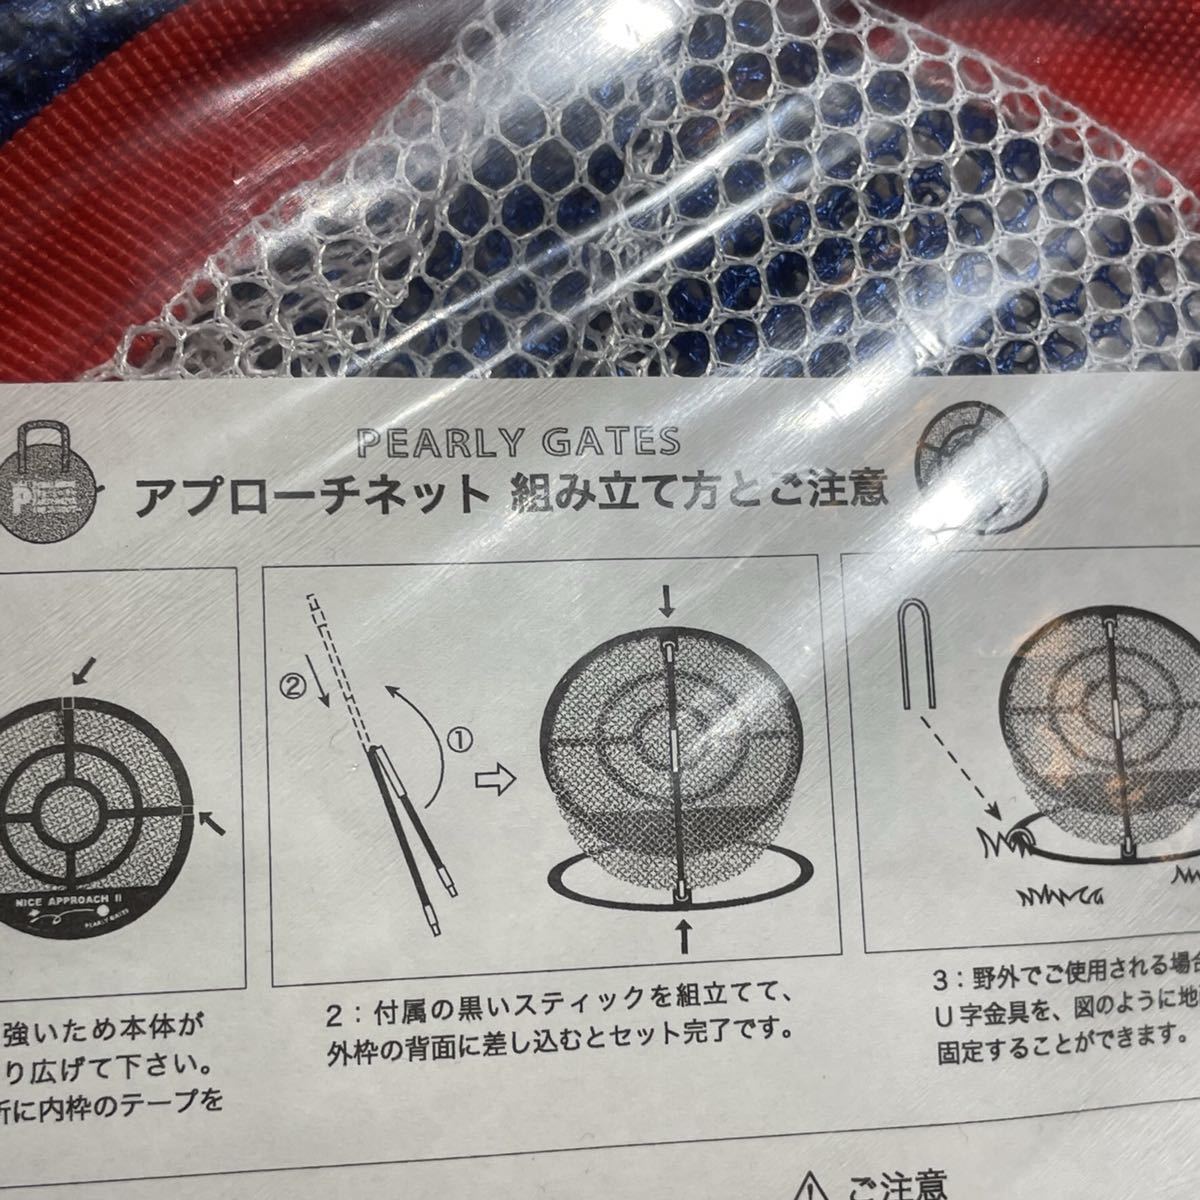 PEARLY GATES
アプローチネット 組み立て方とご注意
NICE APPROACH II
PEARLY GATES
強いため本体が
り広げて下さい。
所に内枠のテープを
②
①
2：付属の黒いスティックを組立てて、
外枠の背面に差し込むとセット完了です。
3：野外でご使用される場合
U字金具を、図のように地
固定することができます。
ご注意